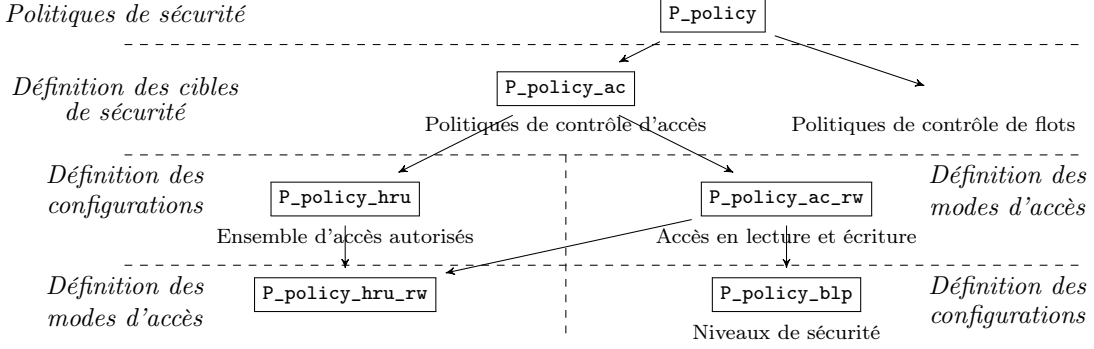 Politiques de sécurité
P_policy
Définition des cibles
de sécurité
P_policy_ac
Politiques de contrôle d'accès
Politiques de contrôle de flots
Définition des
configurations
P_policy_hru
Ensemble d'accès autorisés
P_policy_ac_rw
Accès en lecture et écriture
Définition des
modes d'accès
Définition des
modes d'accès
P_policy_hru_rw
P_policy_blp
Niveaux de sécurité
Définition des
configurations